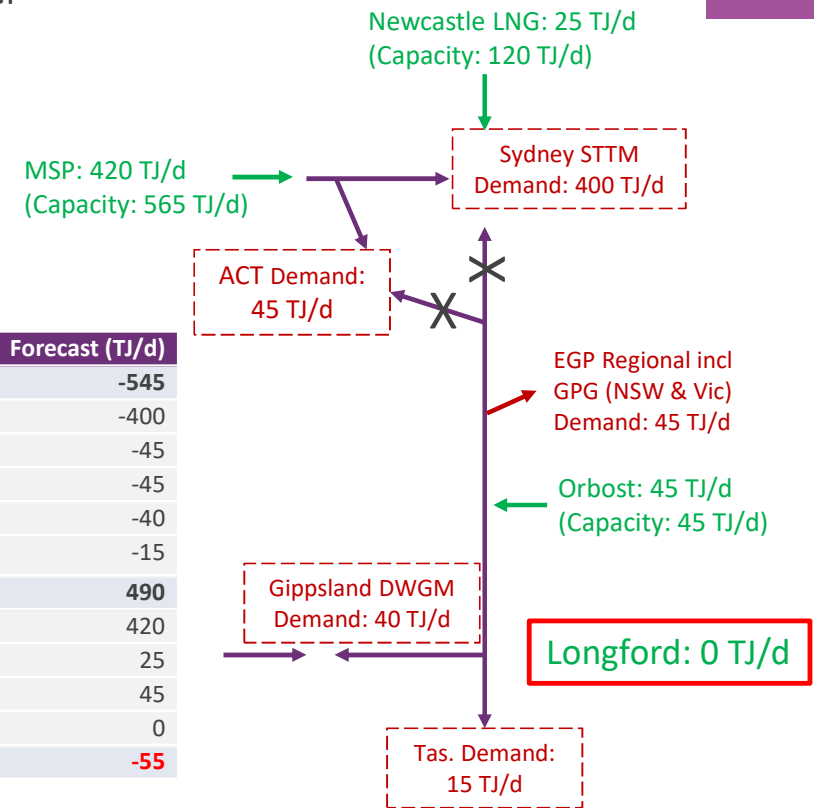 Newcastle LNG: 25 TJ/d
(Capacity: 120 TJ/d)
Sydney STTM
Demand: 400 TJ/d
MSP: 420 TJ/d
(Capacity: 565 TJ/d)
ACT Demand:
45 TJ/d
X
X
Forecast (TJ/d)
-545
-400
-45
-45
-40
-15
490
420
25
45
0
-55
EGP Regional incl
GPG (NSW & Vic)
Demand: 45 TJ/d
Orbost: 45 TJ/d
(Capacity: 45 TJ/d)
Gippsland DWGM
Demand: 40 TJ/d
Longford: 0 TJ/d
Tas. Demand:
15 TJ/d